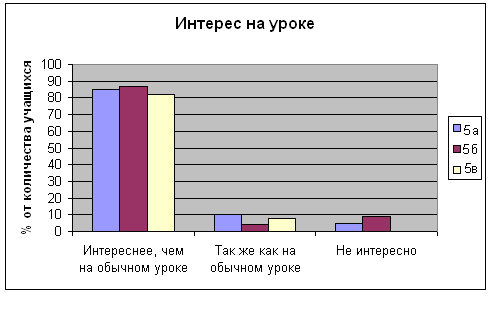 Интерес на уроке
% от количества учащихся
100
90
80
70
60
50
40
30
20
10
0
Интереснее, чем
на обычном уроке
Так же как на
обычном уроке
Не интересно
5а
5б
5в